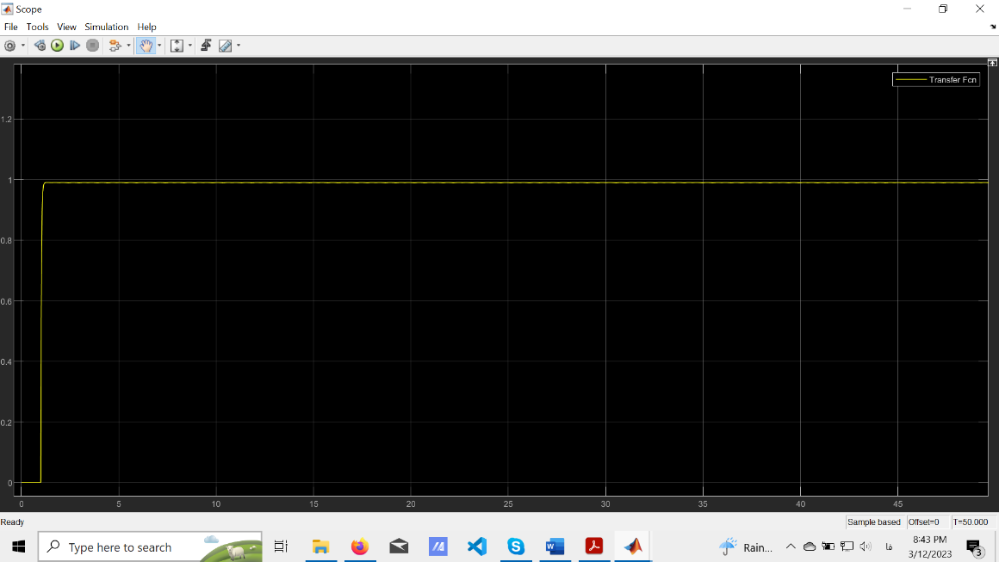 Scope
File Tools View Simulation Help
Transfer Fcn
1.2
1
0.8
0.6
0.4
0.2
0
0 5 10 15 20 25 30 35 40 45
Ready
Sample based Offset=0 T=50.000
Type here to search
Rain...
فا
8:43 PM
3/12/2023
3